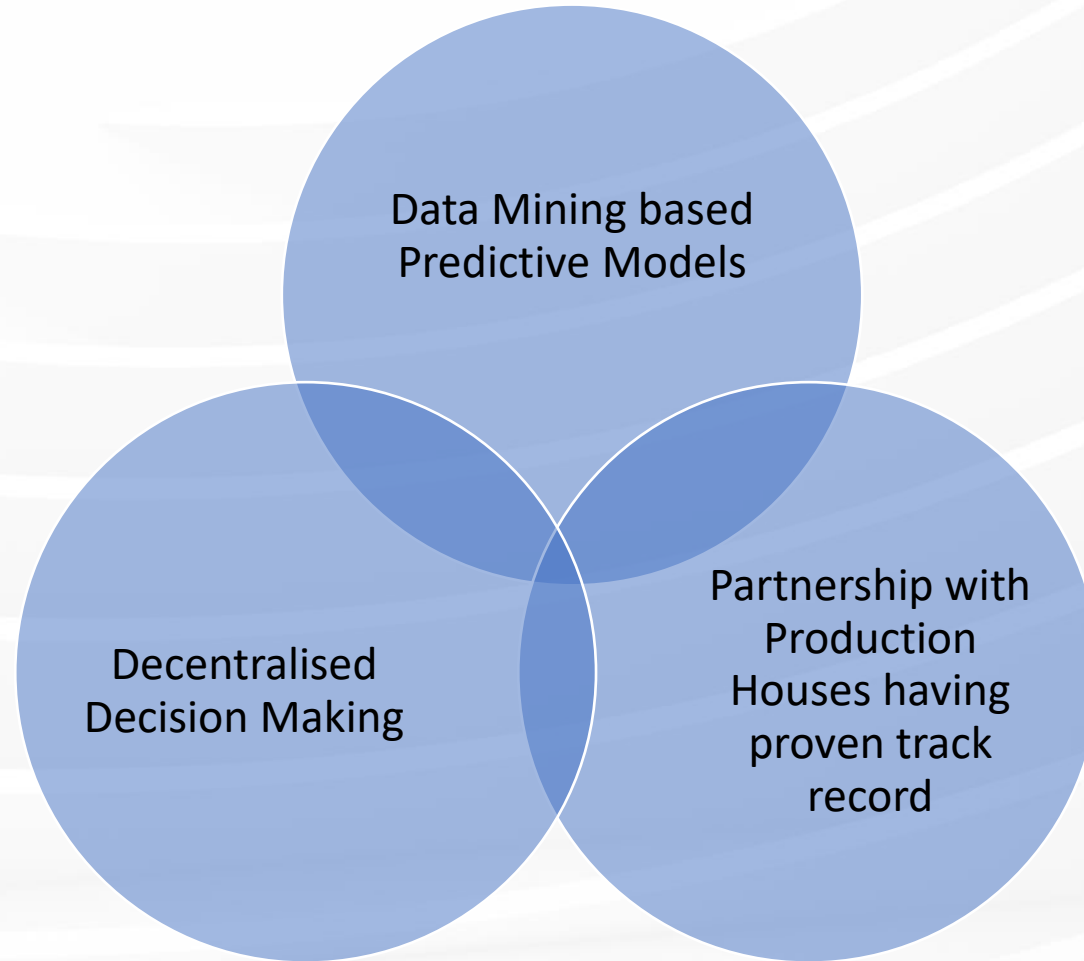 Data Mining based
Predictive Models
Decentralised
Decision Making
Partnership with
Production
Houses having
proven track
record